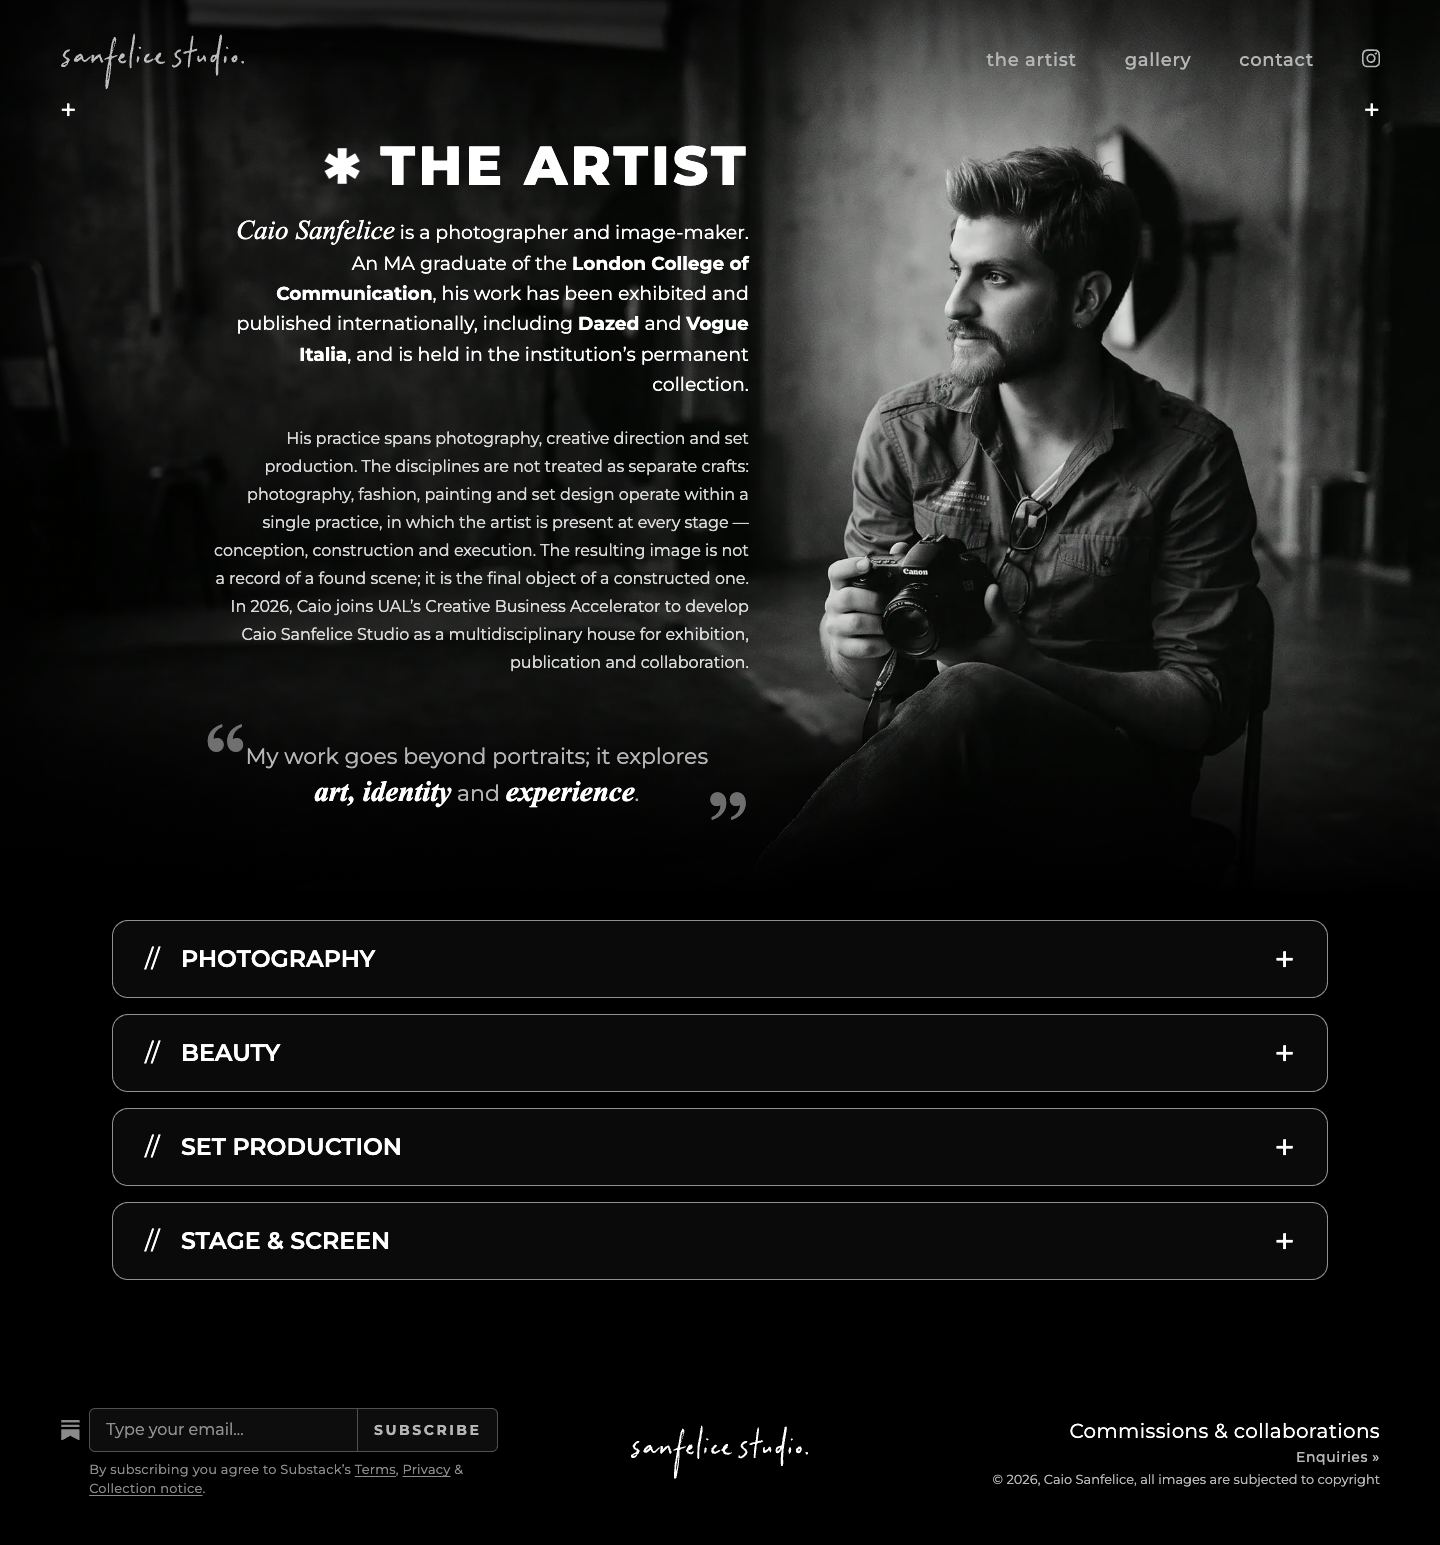 sanfelice studio.
the artist gallery contact
+ +
✱ THE ARTIST
Caio Sanfelice is a photographer and image-maker.
An MA graduate of the London College of
Communication, his work has been exhibited and
published internationally, including Dazed and Vogue
Italia, and is held in the institution’s permanent
collection.
His practice spans photography, creative direction and set
production. The disciplines are not treated as separate crafts:
photography, fashion, painting and set design operate within a
single practice, in which the artist is present at every stage —
conception, construction and execution. The resulting image is not
a record of a found scene; it is the final object of a constructed one.
In 2026, Caio joins UAL’s Creative Business Accelerator to develop
Caio Sanfelice Studio as a multidisciplinary house for exhibition,
publication and collaboration.
“My work goes beyond portraits; it explores
art, identity and experience. ”
Canon
// PHOTOGRAPHY +
// BEAUTY +
// SET PRODUCTION +
// STAGE & SCREEN +
Type your email... SUBSCRIBE
By subscribing you agree to Substack’s Terms, Privacy &
Collection notice.
sanfelice studio.
Commissions & collaborations
Enquiries »
© 2026, Caio Sanfelice, all images are subjected to copyright